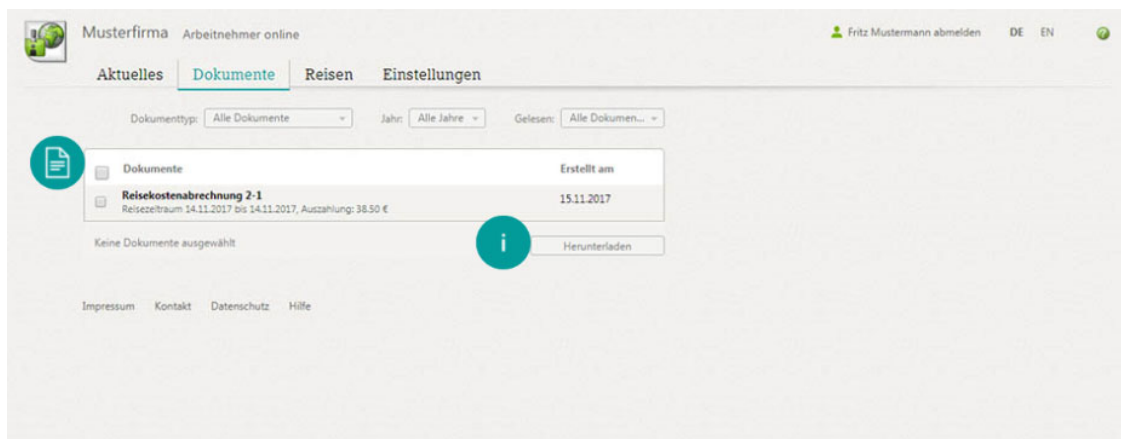 Musterfirma Arbeitnehmer online
Fritz Mustermann abmelden DE EN
Aktuelles Dokumente Reisen Einstellungen
Dokumenttyp: Alle Dokumente Jahr: Alle Jahre Gelesen: Alle Dokumen...
Dokumente Erstellt am
Reisekostenabrechnung 2-1 15.11.2017
Reisezeitraum 14.11.2017 bis 14.11.2017, Auszahlung: 38.50 €
Keine Dokumente ausgewählt i Herunterladen
Impressum Kontakt Datenschutz Hilfe